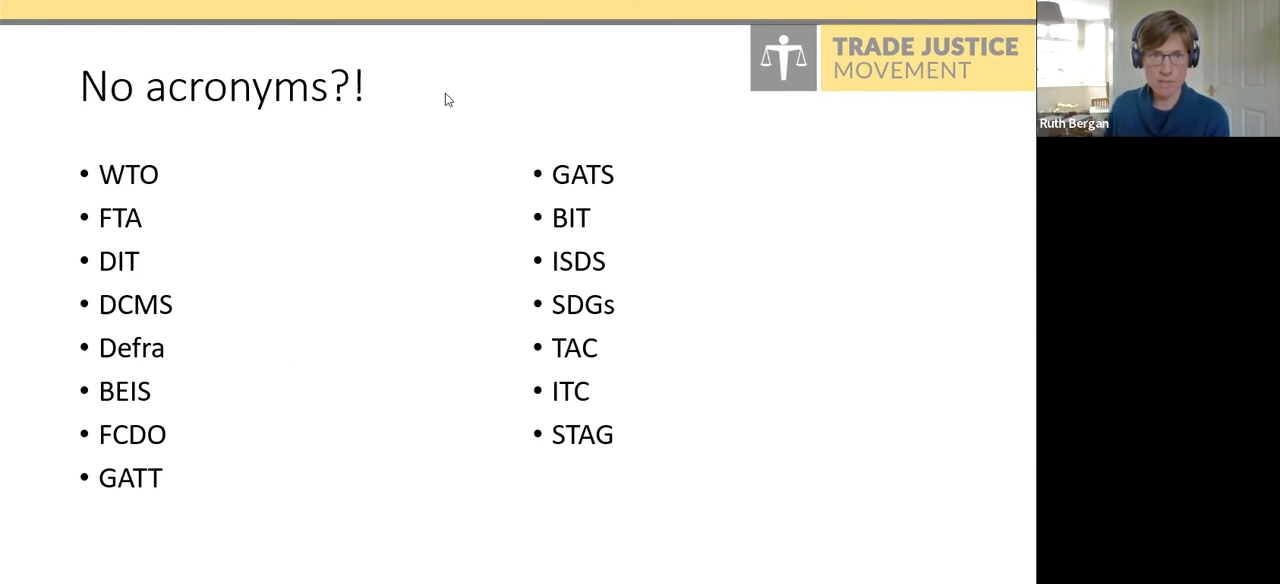 No acronyms?!
TRADE JUSTICE
MOVEMENT
• WTO
• FTA
• DIT
• DCMS
• Defra
• BEIS
• FCDO
• GATT
• GATS
• BIT
• ISDS
• SDGs
• TAC
• ITC
• STAG
Ruth Bergan